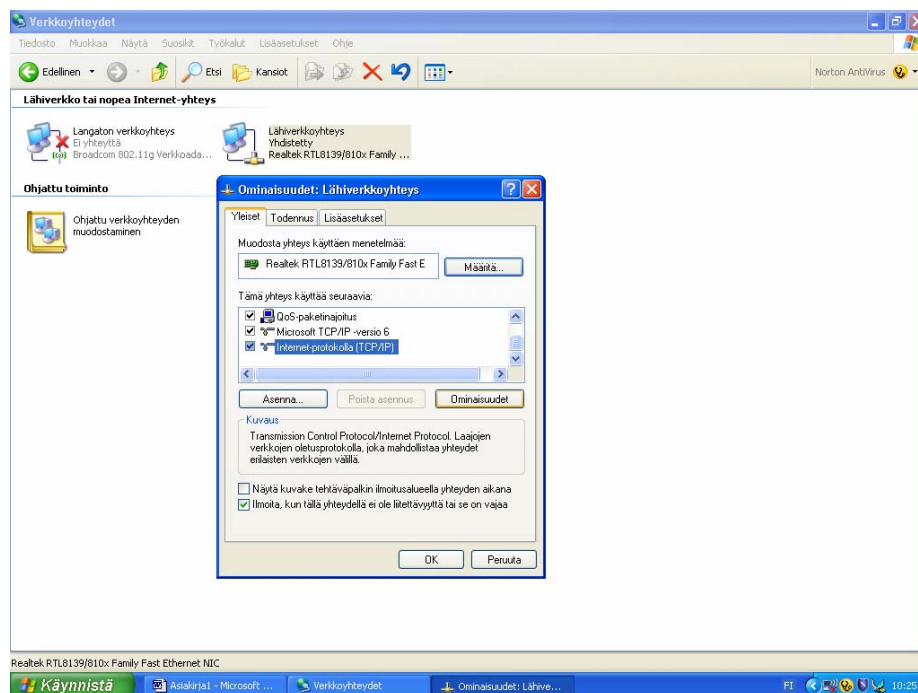 Verkkoyhteydet
Tiedosto Muokkaa Näytä Suosikit Työkalut Lisäasetukset Ohje
Edellinen Etsi Kansiot Norton AntiVirus
Lähiverkko tai nopea Internet-yhteys
Langaton verkkoyhteys
Ei yhteyttä
Broadcom 802.11g Verkkoada...
Lähiverkkoyhteys
Yhdistetty
Realtek RTL8139/810x Family ...
Ohjattu toiminto
Ohjattu verkkoyhteyden
muodostaminen
Ominaisuudet: Lähiverkkoyhteys
Yleiset Todennus Lisäasetukset
Muodosta yhteys käyttäen menetelmää:
Realtek RTL8139/810x Family Fast E
Määritä...
Tämä yhteys käyttää seuraavia:
QoS-paketinajoitus
Microsoft TCP/IP -versio 6
Internet-protokolla (TCP/IP)
Asenna... Poista asennus Ominaisuudet
Kuvaus
Transmission Control Protocol/Internet Protocol. Laajojen
verkkojen oletusprotokolla, joka mahdollistaa yhteydet
erilaisten verkkojen välillä.
Näytä kuvake tehtäväpalkin ilmoitusalueella yhteyden aikana
Ilmoita, kun tällä yhteydellä ei ole liitettävyyttä tai se on vajaa
OK Peruuta
Realtek RTL8139/810x Family Fast Ethernet NIC
Käynnistä Asiakirja1 - Microsoft ... Verkkoyhteydet Ominaisuudet: Lähive... FI 10:25